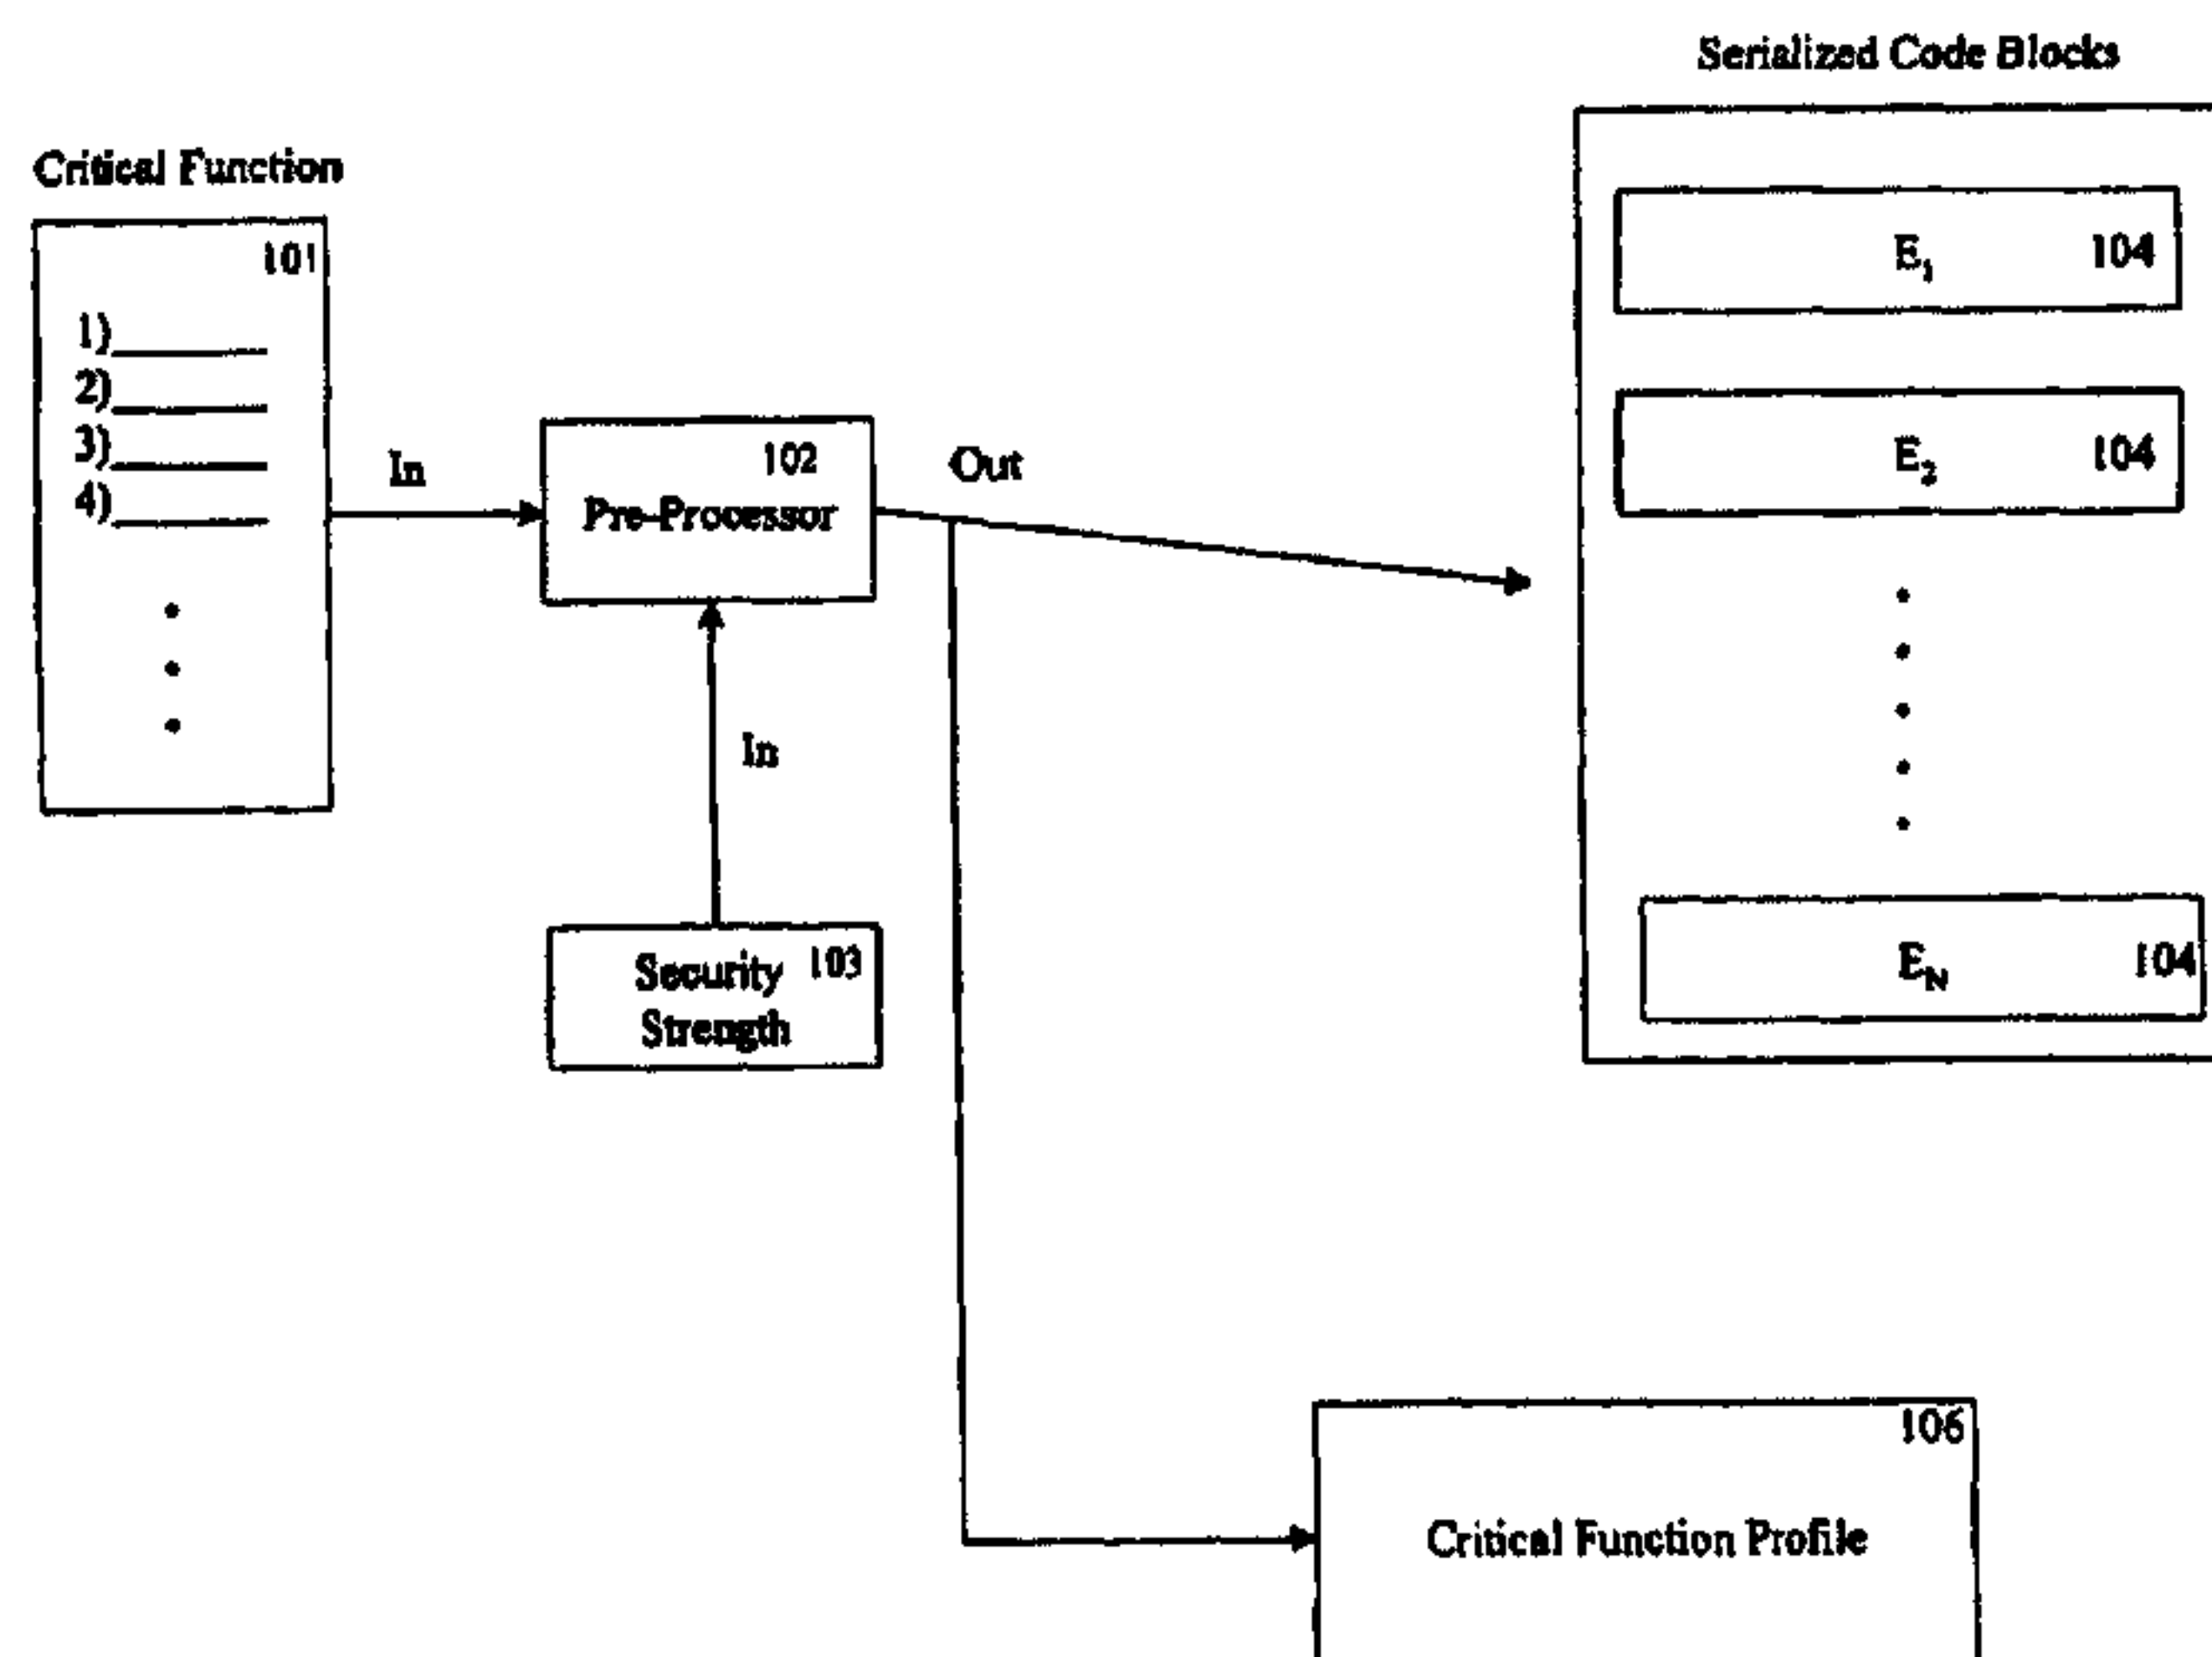 Serialized Code Blocks
Critical Function
101
1)
2)
3)
4)
In
102
Pre-Processor
Out
E1 104
E2 104
EN 104
In
Security 103
Strength
106
Critical Function Profile